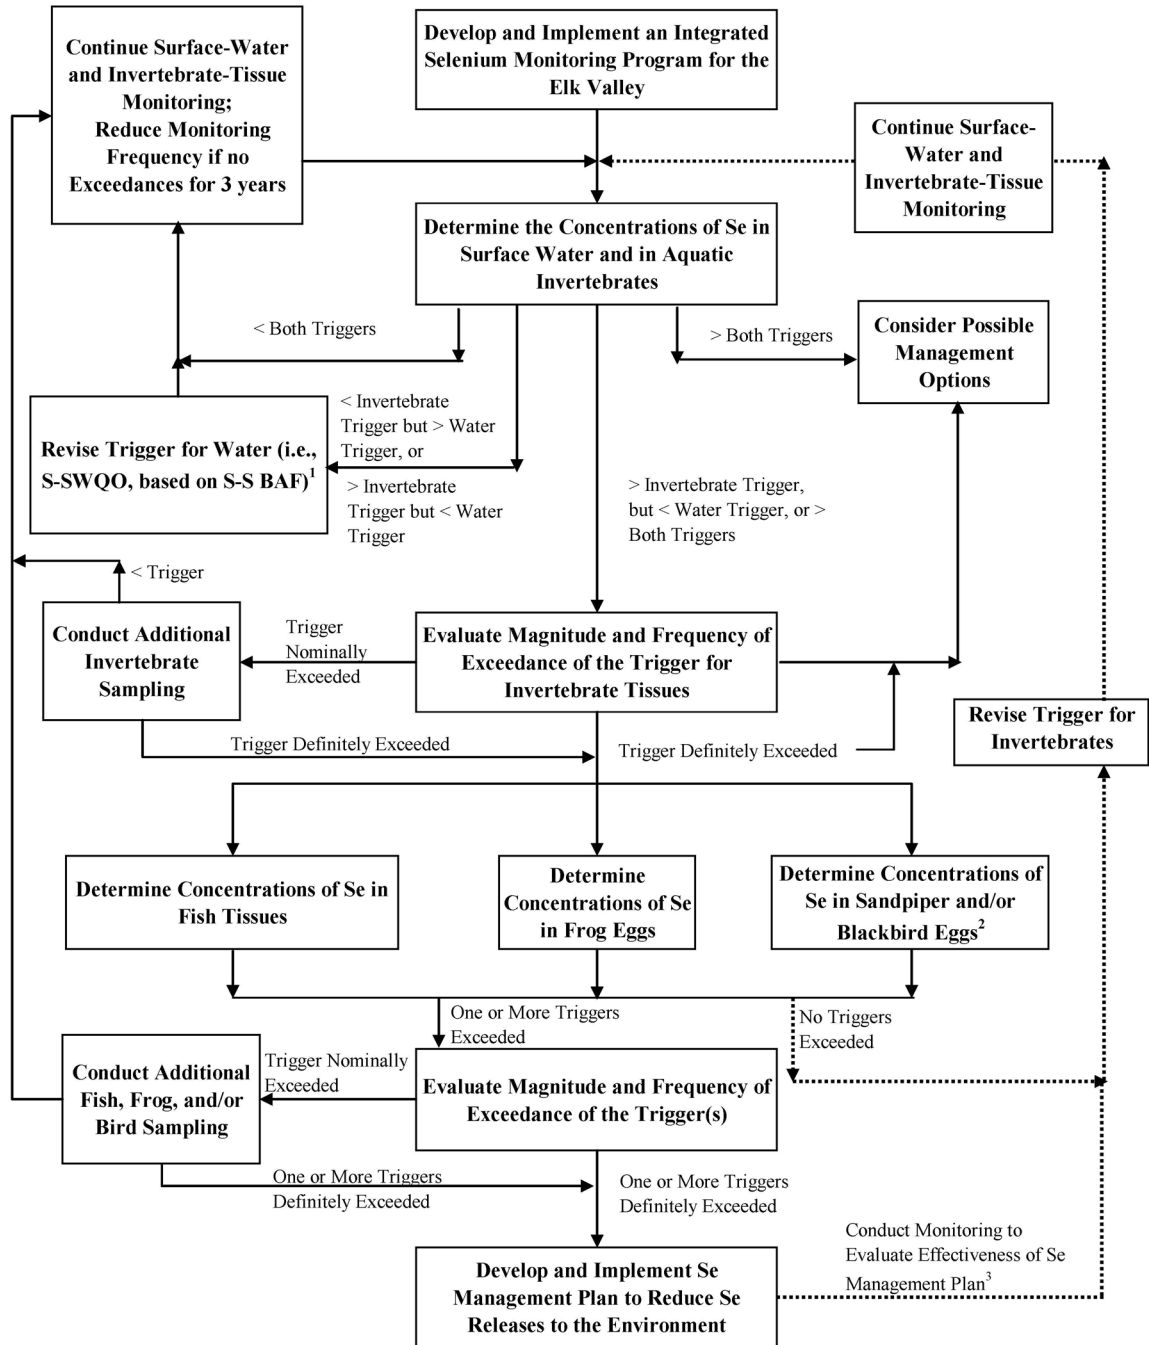 Continue Surface-Water
and Invertebrate-Tissue
Monitoring;
Reduce Monitoring
Frequency if no
Exceedances for 3 years
Develop and Implement an Integrated
Selenium Monitoring Program for the
Elk Valley
Continue Surface-
Water and
Invertebrate-Tissue
Monitoring
Determine the Concentrations of Se in
Surface Water and in Aquatic
Invertebrates
< Both Triggers
> Both Triggers
Consider Possible
Management
Options
Revise Trigger for Water (i.e.,
S-SWQO, based on S-S BAF)1
< Invertebrate
Trigger but > Water
Trigger, or
> Invertebrate
Trigger but < Water
Trigger
> Invertebrate Trigger,
but < Water Trigger, or >
Both Triggers
< Trigger
Conduct Additional
Invertebrate
Sampling
Trigger
Nominally
Exceeded
Evaluate Magnitude and Frequency of
Exceedance of the Trigger for
Invertebrate Tissues
Revise Trigger for
Invertebrates
Trigger Definitely Exceeded
Trigger Definitely Exceeded
Determine Concentrations of Se in
Fish Tissues
Determine
Concentrations of Se
in Frog Eggs
Determine Concentrations of
Se in Sandpiper and/or
Blackbird Eggs2
One or More Triggers
Exceeded
No Triggers
Exceeded
Conduct Additional
Fish, Frog, and/or
Bird Sampling
Trigger Nominally
Exceeded
Evaluate Magnitude and Frequency of
Exceedance of the Trigger(s)
One or More Triggers
Definitely Exceeded
One or More Triggers
Definitely Exceeded
Develop and Implement Se
Management Plan to Reduce Se
Releases to the Environment
Conduct Monitoring to
Evaluate Effectiveness of Se
Management Plan3